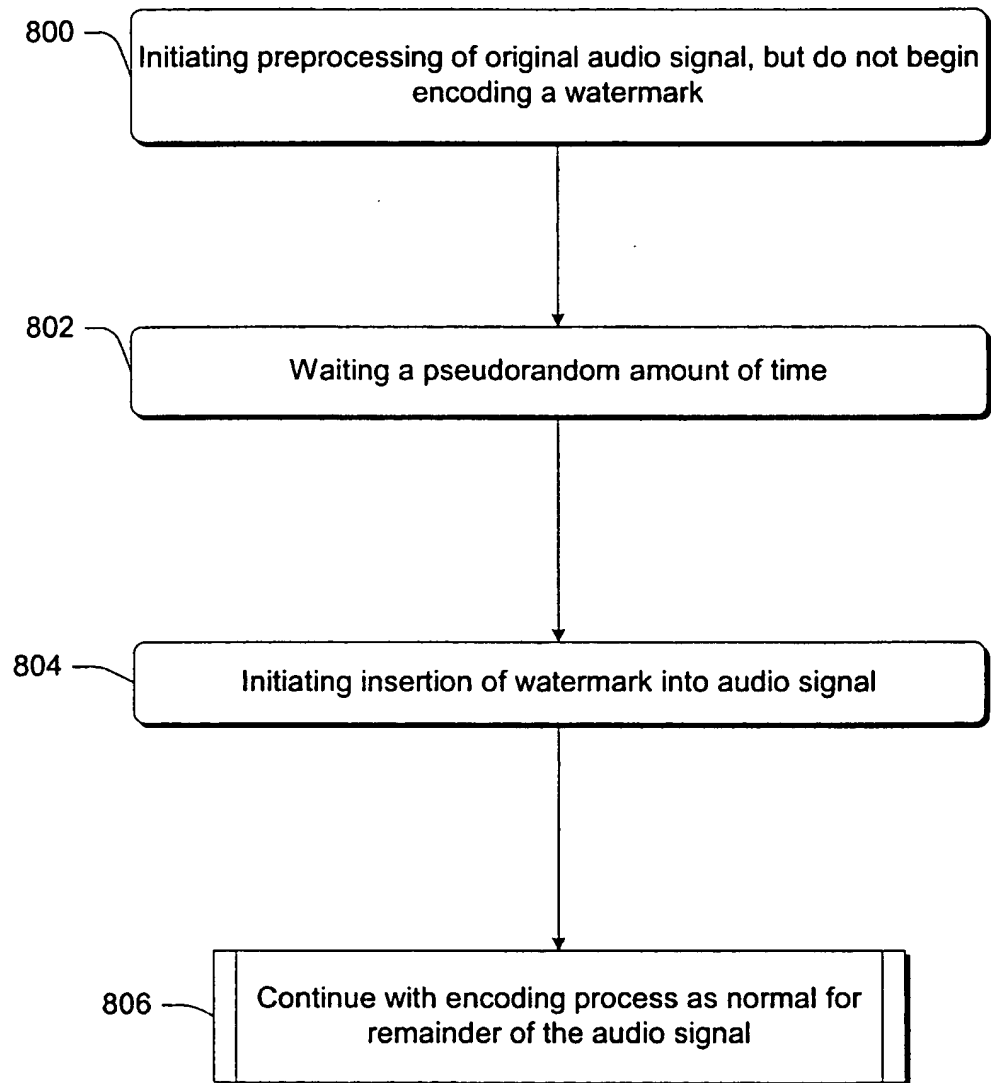 800
Initiating preprocessing of original audio signal, but do not begin
encoding a watermark
802
Waiting a pseudorandom amount of time
804
Initiating insertion of watermark into audio signal
806
Continue with encoding process as normal for
remainder of the audio signal